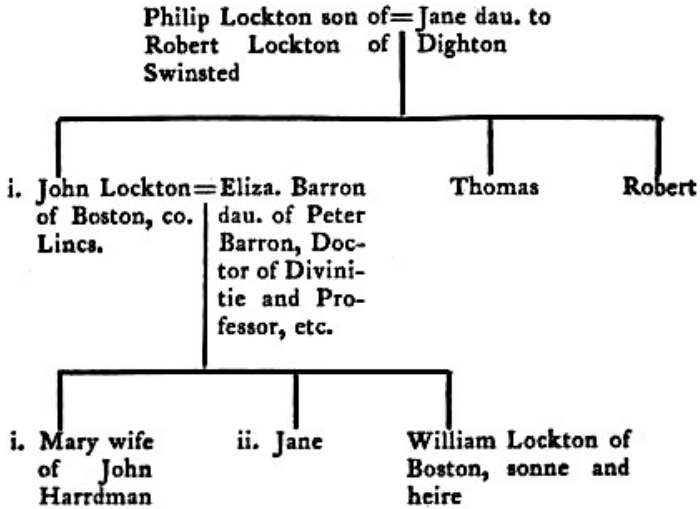 Philip Lockton son of = Jane dau. to
Robert Lockton of Dighton
Swinsted
i. John Lockton = Eliza. Barron
of Boston, co. dau. of Peter
Lincs. Barron, Doc-
tor of Divini-
tie and Pro-
fessor, etc.
Thomas
Robert
i. Mary wife
of John
Harrdman
ii. Jane
William Lockton of
Boston, sonne and
heire